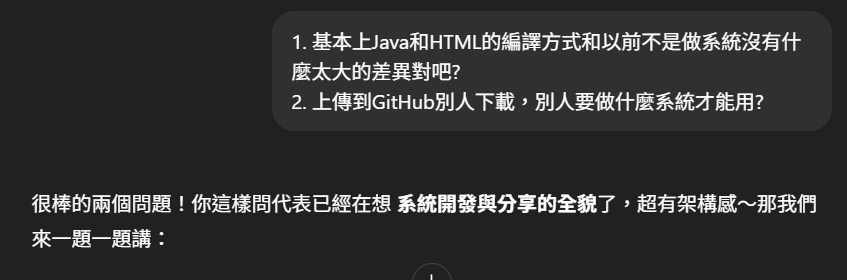 1. 基本上Java和HTML的編譯方式和以前不是做系統沒有什
麼太大的差異對吧?
2. 上傳到GitHub別人下載，別人要做什麼系統才能用?
很棒的兩個問題！你這樣問代表已經在想 系統開發與分享的全貌了，超有架構感～那我們
來一題一題講：